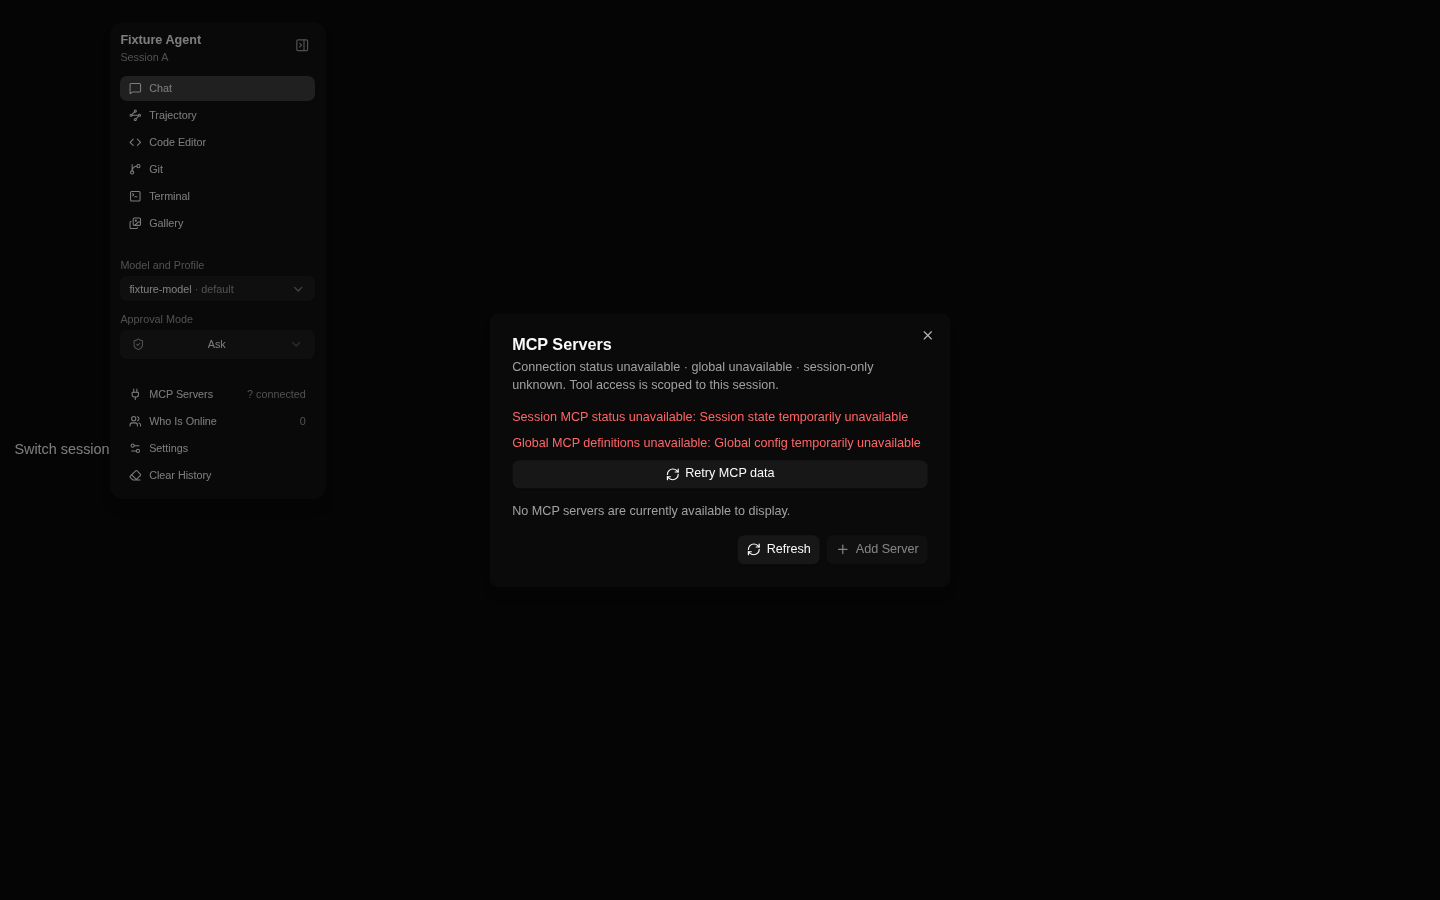 Fixture Agent
Session A
Chat
Trajectory
Code Editor
Git
Terminal
Gallery
Model and Profile
fixture-model · default
Approval Mode
Ask
MCP Servers ? connected
Who Is Online 0
Settings
Clear History
Switch session
MCP Servers
Connection status unavailable · global unavailable · session-only
unknown. Tool access is scoped to this session.
Session MCP status unavailable: Session state temporarily unavailable
Global MCP definitions unavailable: Global config temporarily unavailable
Retry MCP data
No MCP servers are currently available to display.
Refresh
Add Server